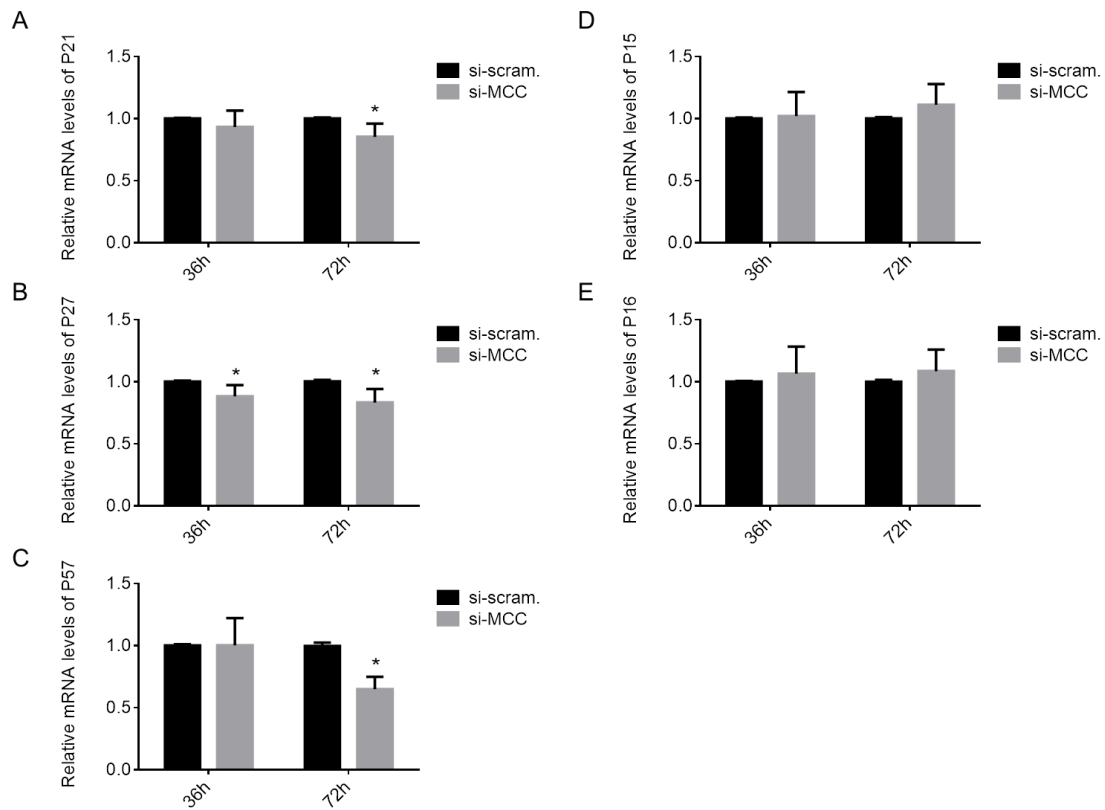 A
Relative mRNA levels of P21
1.5
1.0
0.5
0.0
*
36h
72h
si-scram.
si-MCC
B
Relative mRNA levels of P27
1.5
1.0
0.5
0.0
*
*
36h
72h
si-scram.
si-MCC
C
Relative mRNA levels of P57
1.5
1.0
0.5
0.0
*
36h
72h
si-scram.
si-MCC
D
Relative mRNA levels of P15
1.5
1.0
0.5
0.0
36h
72h
si-scram.
si-MCC
E
Relative mRNA levels of P16
1.5
1.0
0.5
0.0
36h
72h
si-scram.
si-MCC